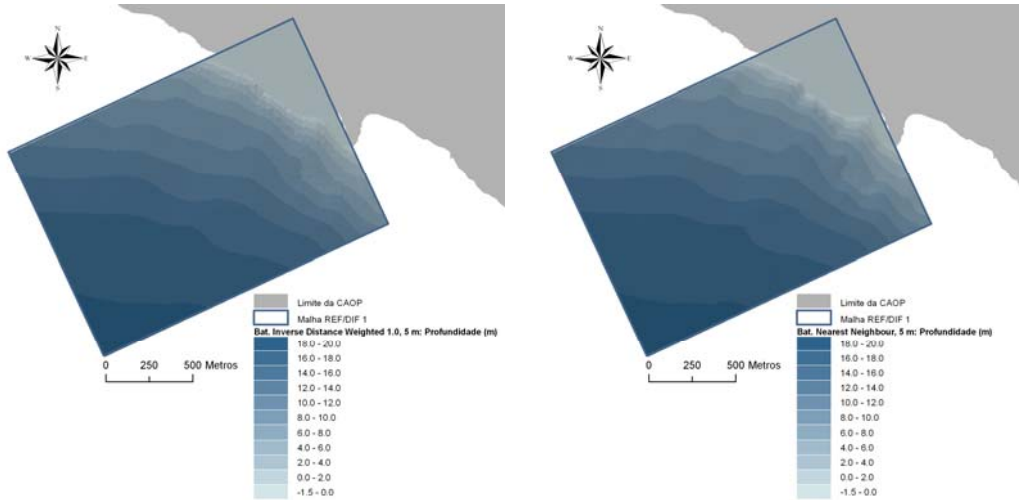 N
W E
S
Limite da CAOP
Malha REF/DIF 1
Bat. Inverse Distance Weighted 1.0, 5 m: Profundidade (m)
18.0 - 20.0
16.0 - 18.0
14.0 - 16.0
12.0 - 14.0
10.0 - 12.0
8.0 - 10.0
6.0 - 8.0
4.0 - 6.0
2.0 - 4.0
0.0 - 2.0
-1.5 - 0.0
0 250 500 Metros
N
W E
S
Limite da CAOP
Malha REF/DIF 1
Bat. Nearest Neighbour, 5 m: Profundidade (m)
18.0 - 20.0
16.0 - 18.0
14.0 - 16.0
12.0 - 14.0
10.0 - 12.0
8.0 - 10.0
6.0 - 8.0
4.0 - 6.0
2.0 - 4.0
0.0 - 2.0
-1.5 - 0.0
0 250 500 Metros